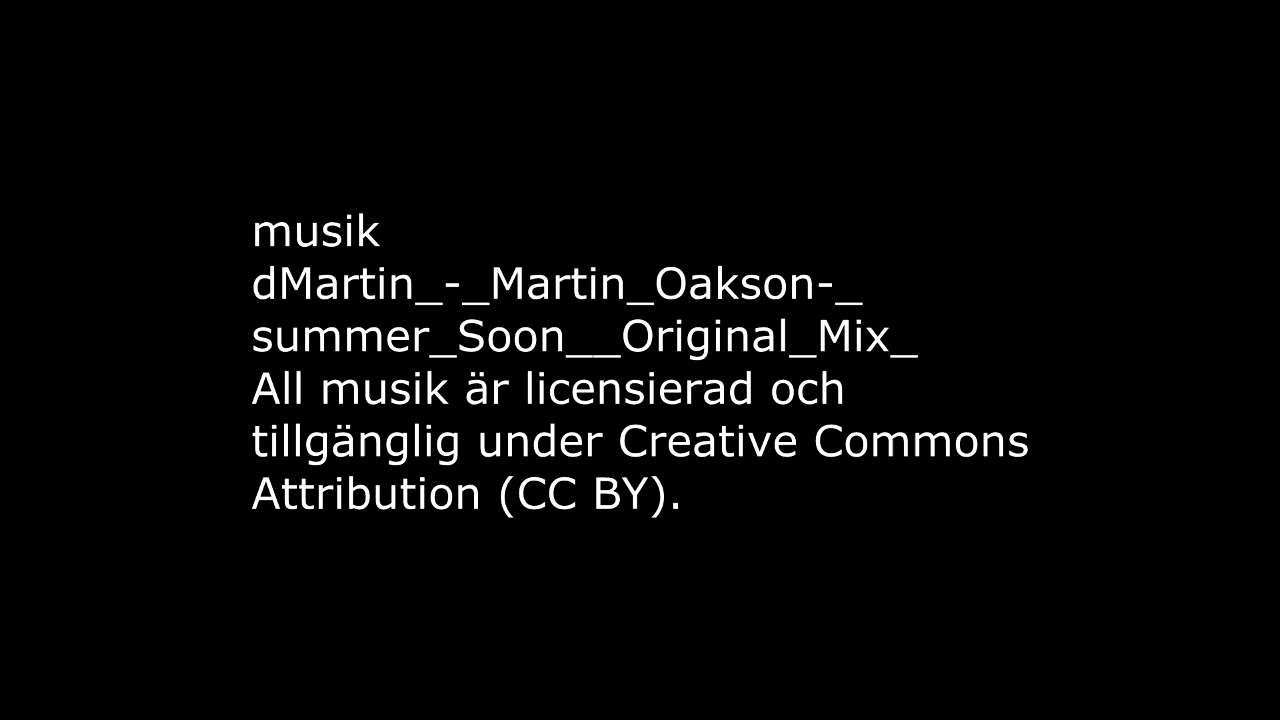 musik
dMartin_-_Martin_Oakson-_
summer_Soon__Original_Mix_
All musik är licensierad och
tillgänglig under Creative Commons
Attribution (CC BY).